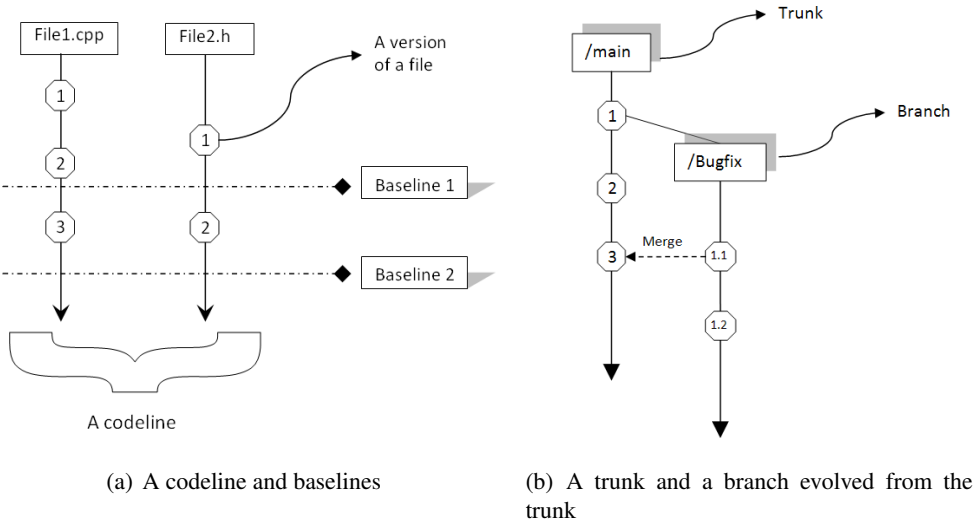 File1.cpp
File2.h
A version
of a file
1
1
2
Baseline 1
3
2
Baseline 2
A codeline
(a) A codeline and baselines
Trunk
/main
Branch
1
/Bugfix
2
Merge
3
1.1
1.2
(b) A trunk and a branch evolved from the
trunk